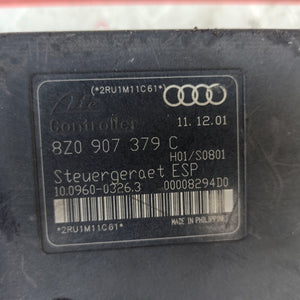 (*2RU1M11C61*)
Ate
Controller 11.12.01
8Z0 907 379 C
H01/S0801
Steuergeraet ESP
10.0960-0326.3 00008294D0
MADE IN PHILIPPINES
*2RU1M11C61*